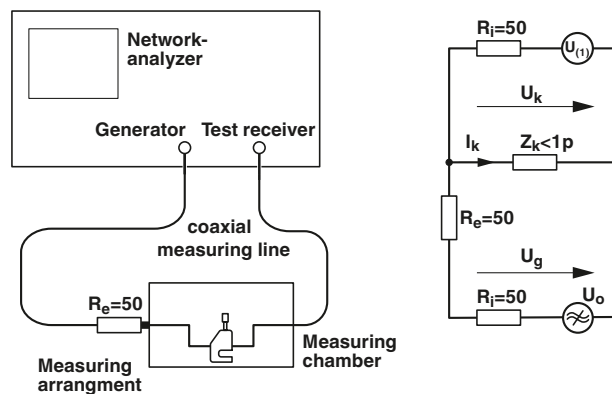 Network-
analyzer
Generator Test receiver
coaxial
measuring line
Re=50
Measuring
arrangment
Measuring
chamber
Ri=50
U(1)
Uk
Ik
Zk<1p
Re=50
Ug
Uo
Ri=50